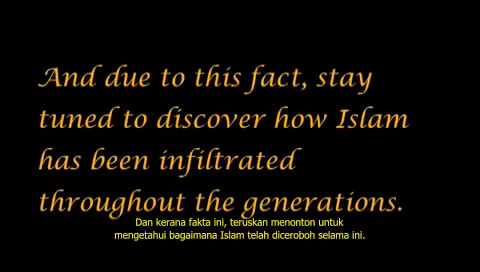 And due to this fact, stay
tuned to discover how Islam
has been infiltrated
throughout the generations.
Dan kerana fakta ini, teruskan menonton untuk
mengetahui bagaimana Islam telah diceroboh selama ini.